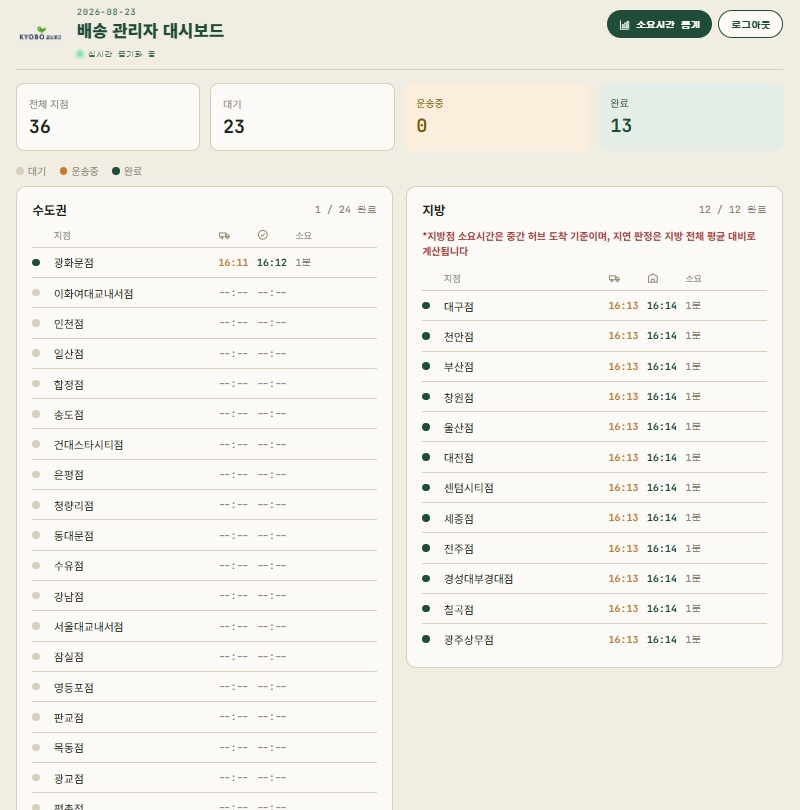 2026-08-23
KYOBO 교보문고
배송 관리자 대시보드
실시간 동기화 중
소요시간 통계
로그아웃
전체 지점
36
대기
23
운송중
0
완료
13
대기 운송중 완료
수도권
1 / 24 완료
지점 소요
광화문점 16:11 16:12 1분
이화여대교내서점 --:-- --:--
인천점 --:-- --:--
일산점 --:-- --:--
합정점 --:-- --:--
송도점 --:-- --:--
건대스타시티점 --:-- --:--
은평점 --:-- --:--
청량리점 --:-- --:--
동대문점 --:-- --:--
수유점 --:-- --:--
강남점 --:-- --:--
서울대교내서점 --:-- --:--
잠실점 --:-- --:--
영등포점 --:-- --:--
판교점 --:-- --:--
목동점 --:-- --:--
광교점 --:-- --:--
평촌점 --:-- --:--
지방
12 / 12 완료
*지방점 소요시간은 중간 허브 도착 기준이며, 지연 판정은 지방 전체 평균 대비로
계산됩니다
지점 소요
대구점 16:13 16:14 1분
천안점 16:13 16:14 1분
부산점 16:13 16:14 1분
창원점 16:13 16:14 1분
울산점 16:13 16:14 1분
대전점 16:13 16:14 1분
센텀시티점 16:13 16:14 1분
세종점 16:13 16:14 1분
전주점 16:13 16:14 1분
경성대부경대점 16:13 16:14 1분
칠곡점 16:13 16:14 1분
광주상무점 16:13 16:14 1분